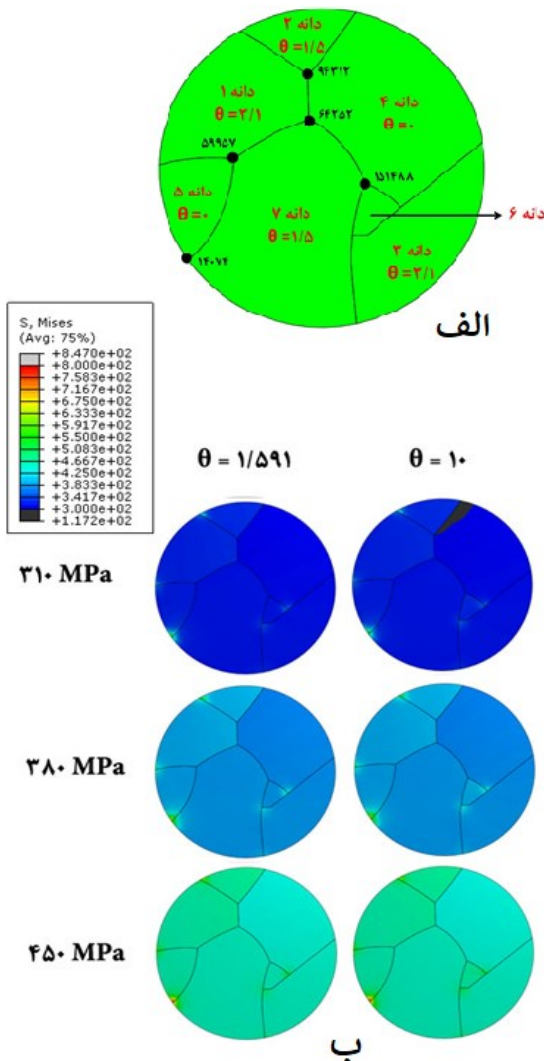 دانه ۲
θ=۱/۵
۹۴۳۱۲
دانه ۱
θ=۳/۱
دانه ۴
θ=۰
۶۴۲۵۲
۵۹۹۵۷
۱۵۱۴۸۸
دانه ۵
θ=۰
دانه ۷
θ=۱/۵
دانه ۶
دانه ۳
θ=۳/۱
۱۴۰۷۴
الف
S, Mises
(Avg: 75%)
+8.470e+02
+8.000e+02
+7.583e+02
+7.167e+02
+6.750e+02
+6.333e+02
+5.917e+02
+5.500e+02
+5.083e+02
+4.667e+02
+4.250e+02
+3.833e+02
+3.417e+02
+3.000e+02
+1.172e+02
θ = ۱/۵۹۱
θ = ۱۰
۳۱۰ MPa
۳۸۰ MPa
۴۵۰ MPa
ب